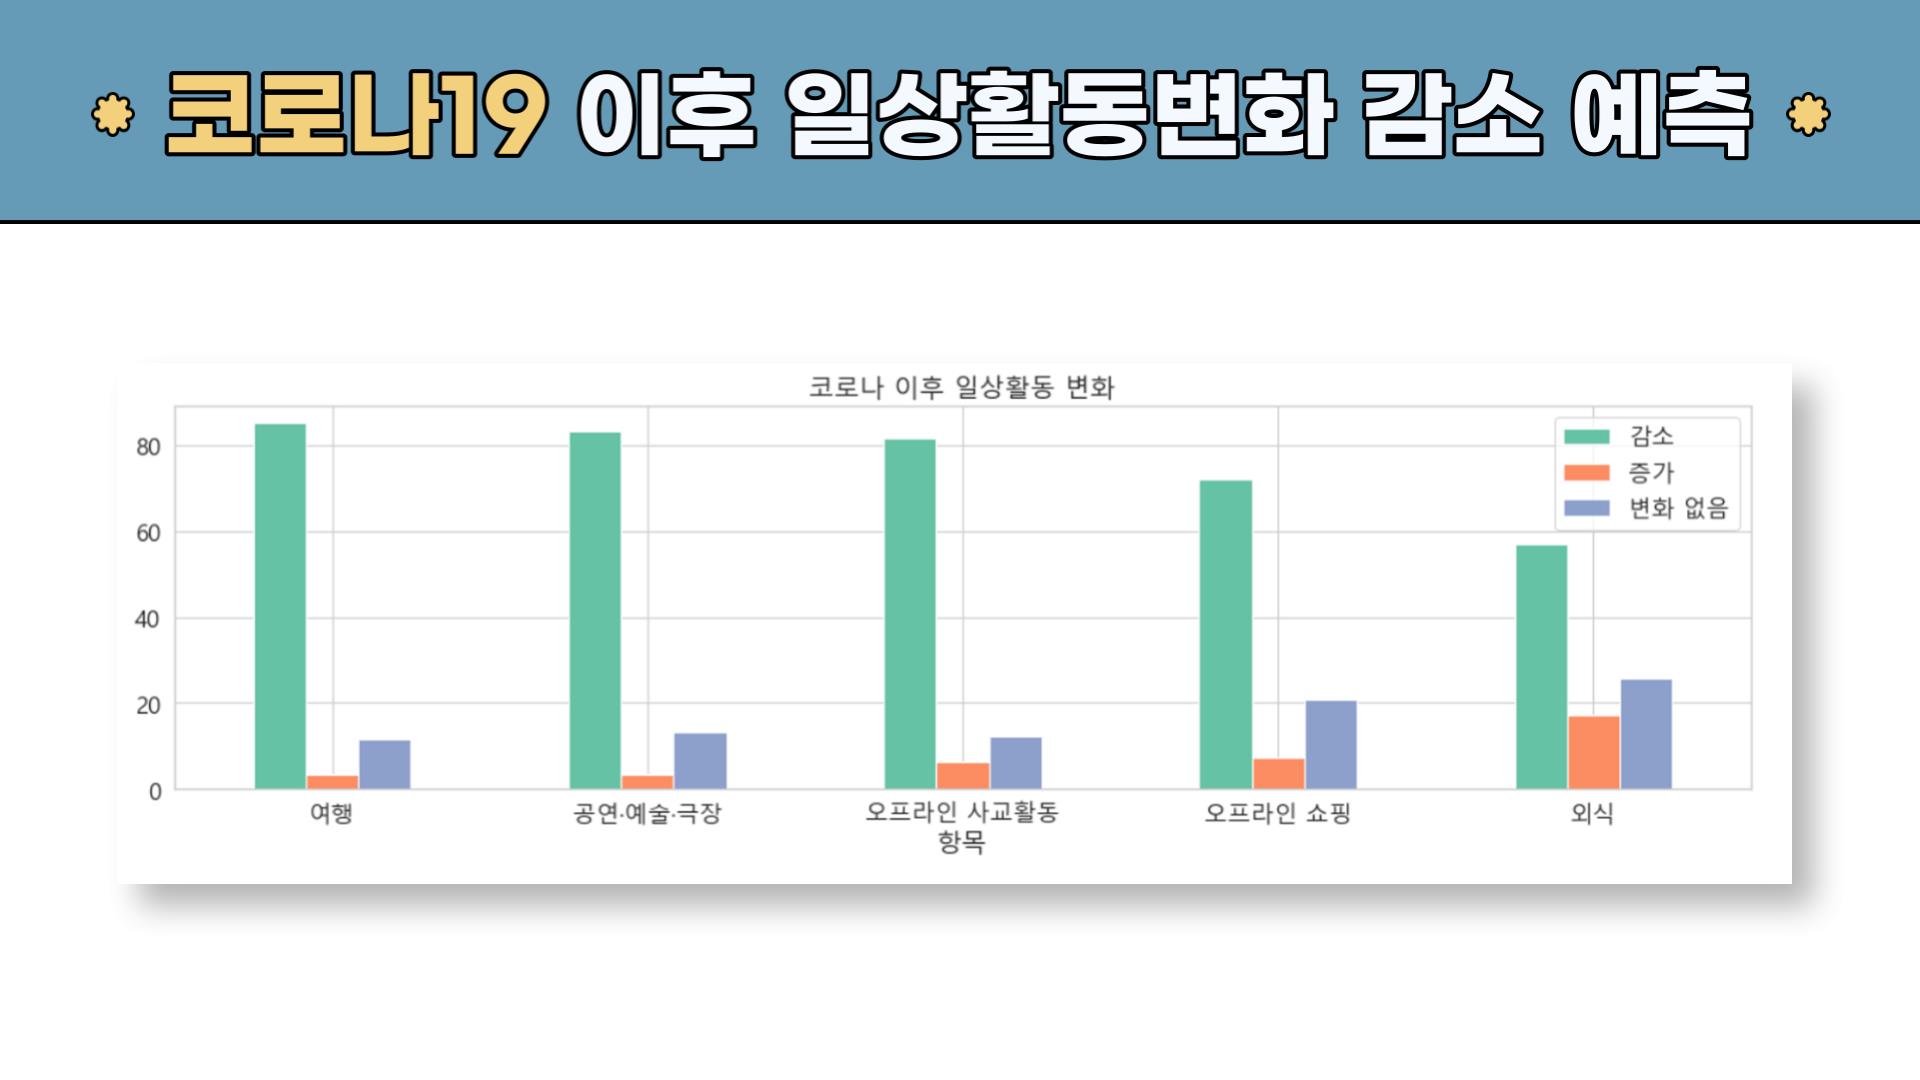 코로나19 이후 일상활동변화 감소 예측
코로나 이후 일상활동 변화
감소
증가
변화 없음
80
60
40
20
0
여행
공연·예술·극장
오프라인 사교활동
오프라인 쇼핑
외식
항목